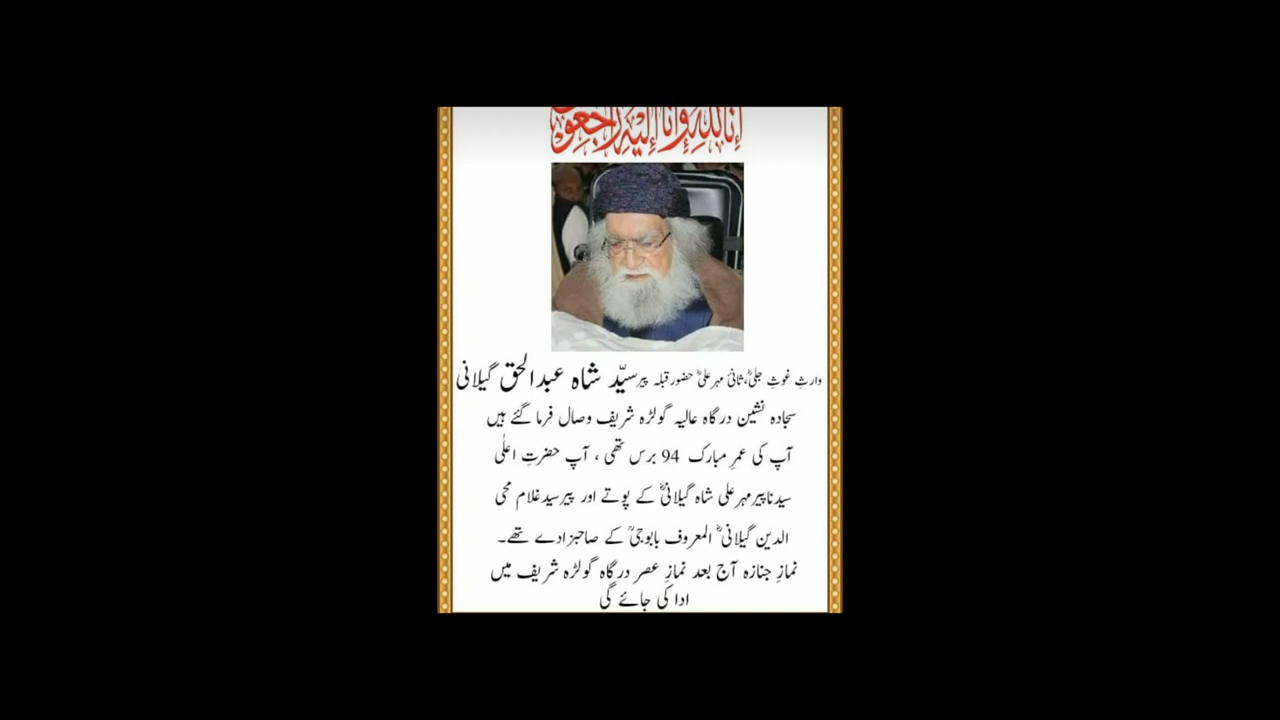 إنا لله وإنا إليه راجعون
وارثِ غوثِ جلیؓ، ثانیٔ مہر علیؓ حضور قبلہ پیر سیّد شاہ عبدالحق گیلانی
سجادہ نشین درگاہ عالیہ گولڑہ شریف وصال فرما گئے ہیں
آپ کی عمرِ مبارک 94 برس تھی ، آپ حضرتِ اعلٰی
سیدنا پیر مہر علی شاہ گیلانیؓ کے پوتے اور پیر سید غلام محی
الدین گیلانیؓ المعروف بابوجیؒ کے صاحبزادے تھے۔
نمازِ جنازہ آج بعد نمازِ عصر درگاہ گولڑہ شریف میں
ادا کی جائے گی